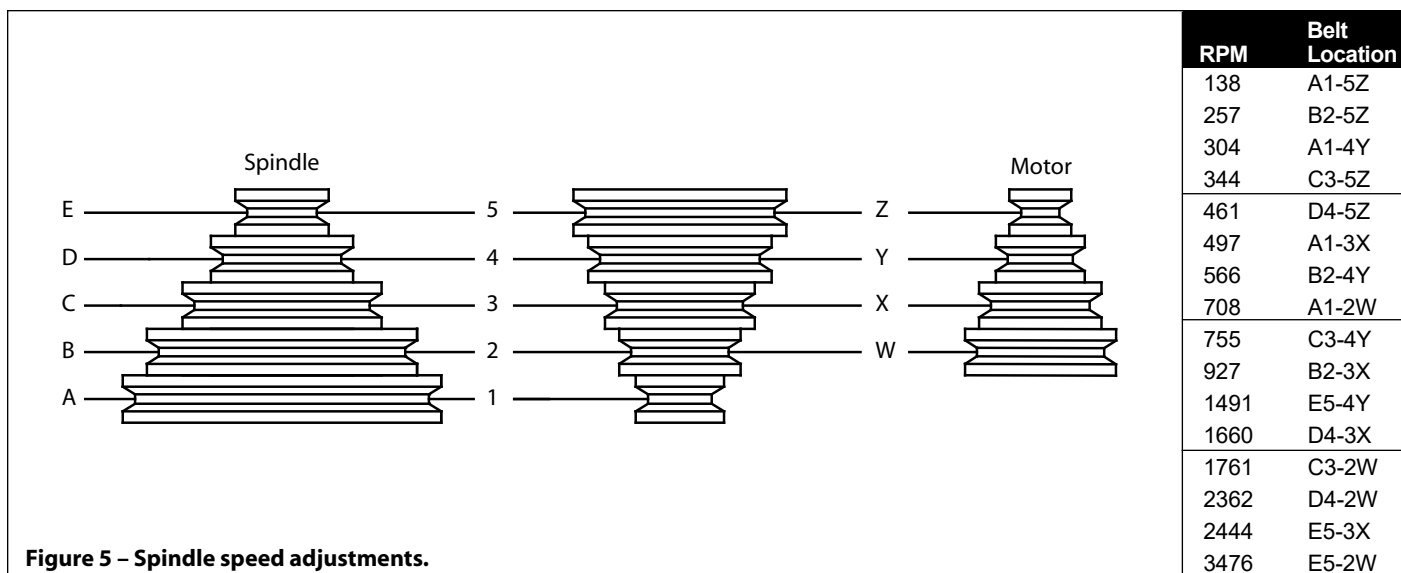 Spindle
Motor
E 5 Z
D 4 Y
C 3 X
B 2 W
A 1
Figure 5 – Spindle speed adjustments.
RPM Belt Location
138 A1-5Z
257 B2-5Z
304 A1-4Y
344 C3-5Z
461 D4-5Z
497 A1-3X
566 B2-4Y
708 A1-2W
755 C3-4Y
927 B2-3X
1491 E5-4Y
1660 D4-3X
1761 C3-2W
2362 D4-2W
2444 E5-3X
3476 E5-2W